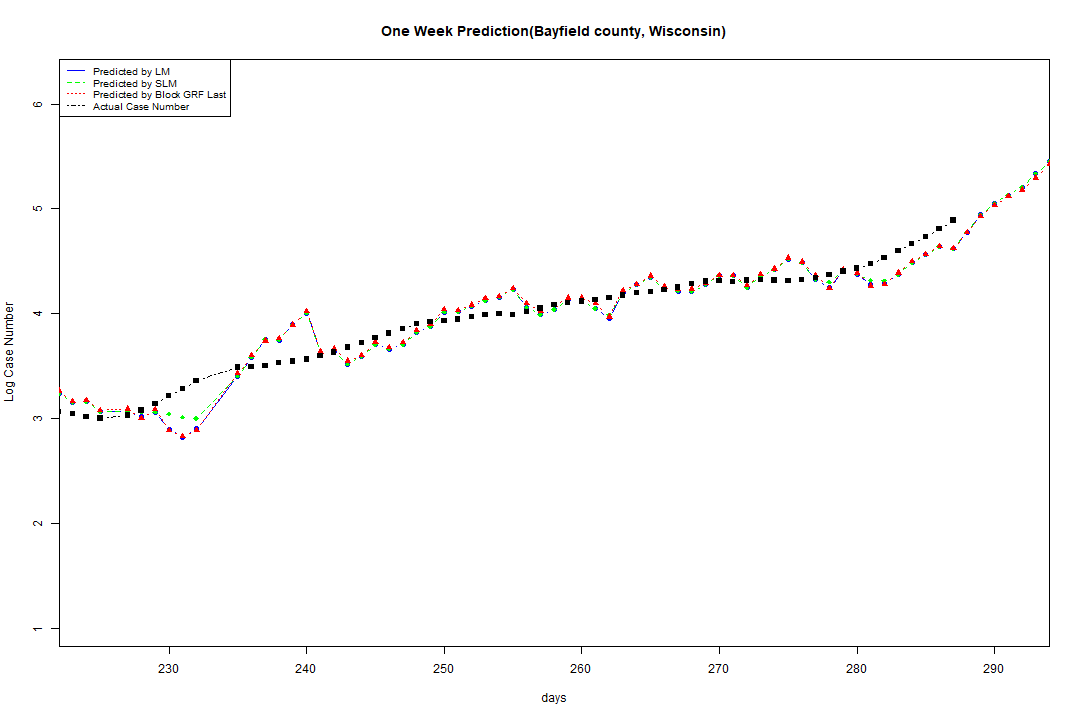 One Week Prediction(Bayfield county, Wisconsin)
Predicted by LM
Predicted by SLM
Predicted by Block GRF Last
Actual Case Number
Log Case Number
6
5
4
3
2
1
230 240 250 260 270 280 290
days